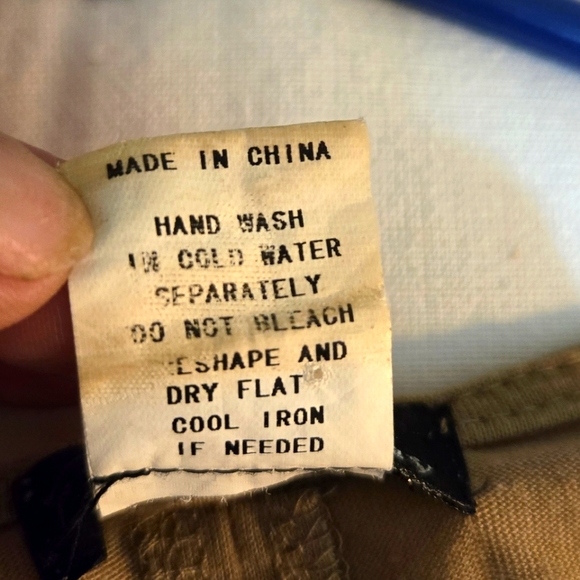 MADE IN CHINA
HAND WASH
IN COLD WATER
SEPARATELY
DO NOT BLEACH
RESHAPE AND
DRY FLAT
COOL IRON
IF NEEDED